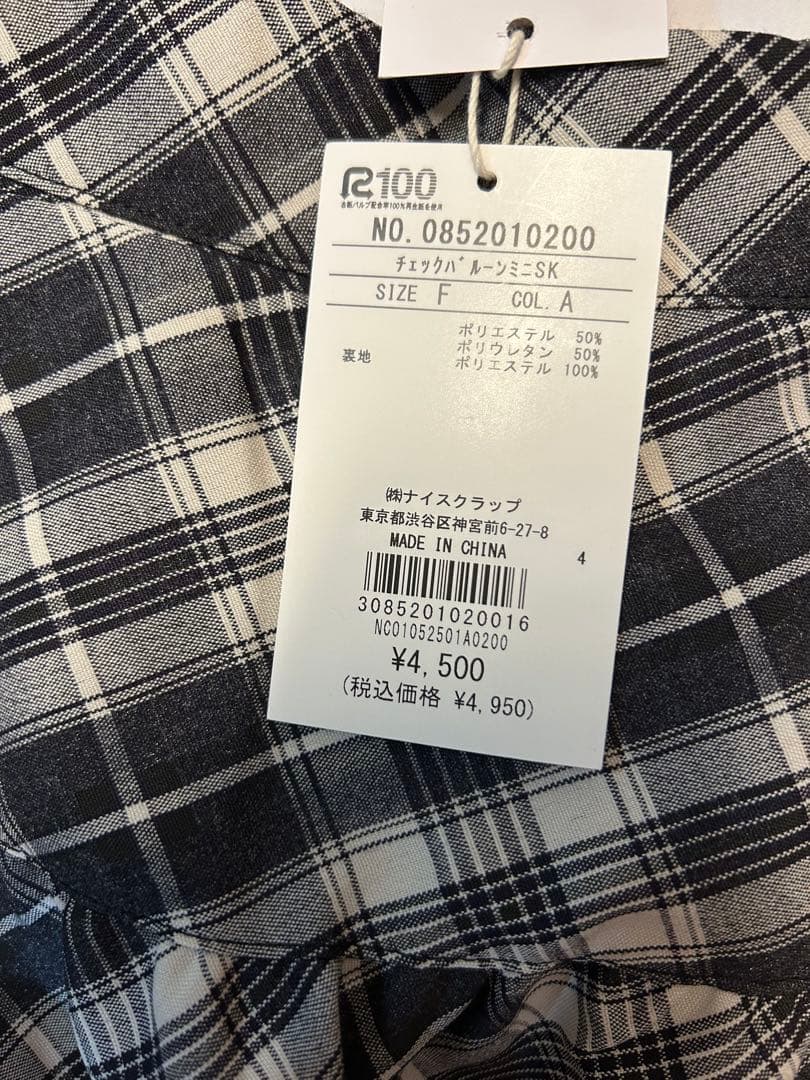 R100
古紙パルプ配合率100%再生紙を使用
NO. 0852010200
ﾁｪｯｸﾊﾞﾙｰﾝﾐﾆSK
SIZE F COL. A
ポリエステル 50%
ポリウレタン 50%
裏地 ポリエステル 100%
㈱ナイスクラップ
東京都渋谷区神宮前6-27-8
MADE IN CHINA 4
3085201020016
NC01052501A0200
¥4,500
(税込価格 ¥4,950)